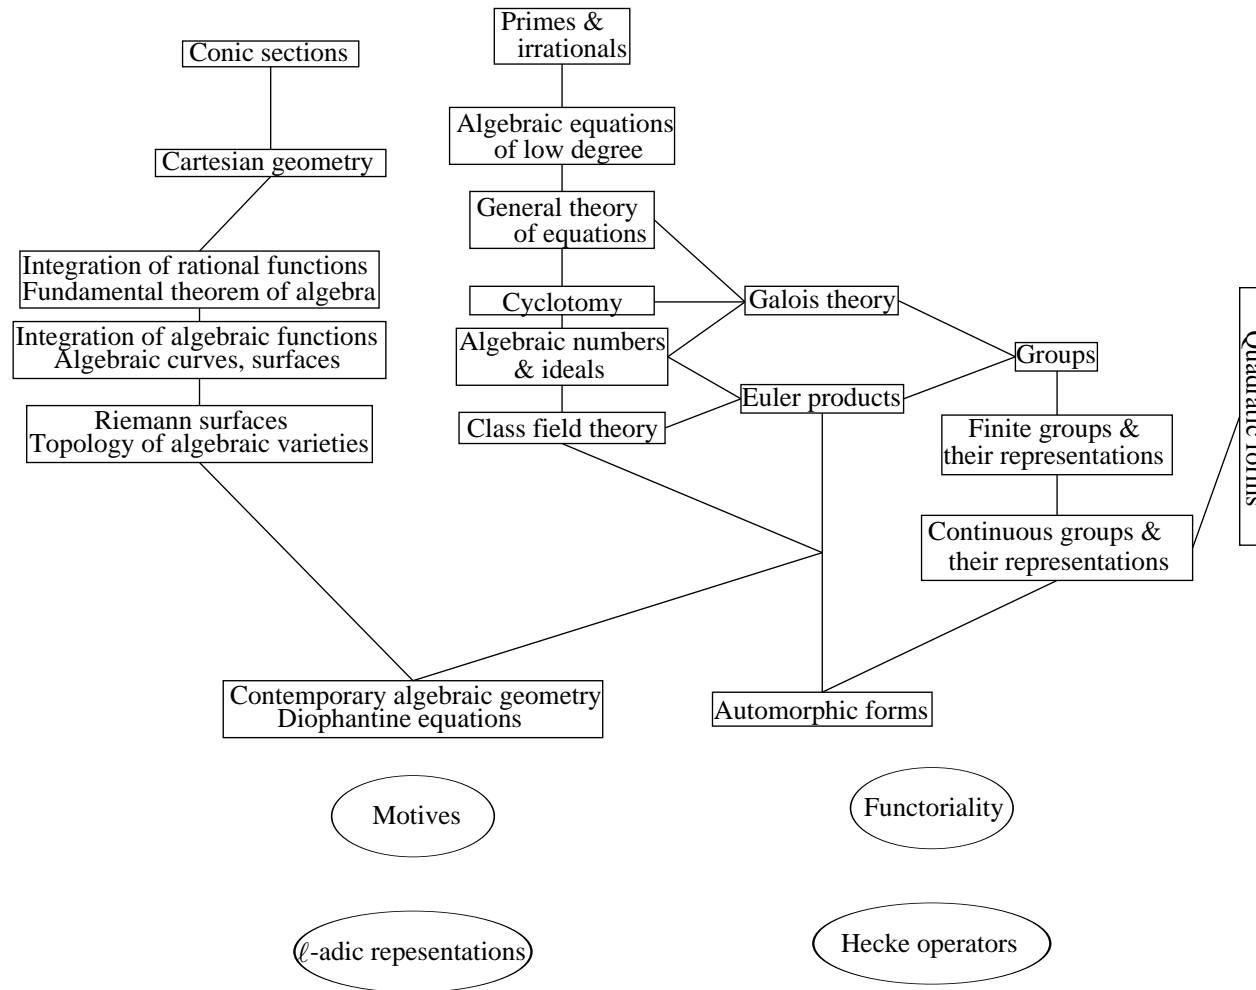 Primes &
irrationals
Conic sections
Algebraic equations
of low degree
Cartesian geometry
General theory
of equations
Integration of rational functions
Fundamental theorem of algebra
Cyclotomy
Galois theory
Integration of algebraic functions
Algebraic curves, surfaces
Algebraic numbers
& ideals
Groups
Quadratic forms
Euler products
Riemann surfaces
Topology of algebraic varieties
Class field theory
Finite groups &
their representations
Continuous groups &
their representations
Contemporary algebraic geometry
Diophantine equations
Automorphic forms
Motives
Functoriality
ℓ-adic repesentations
Hecke operators